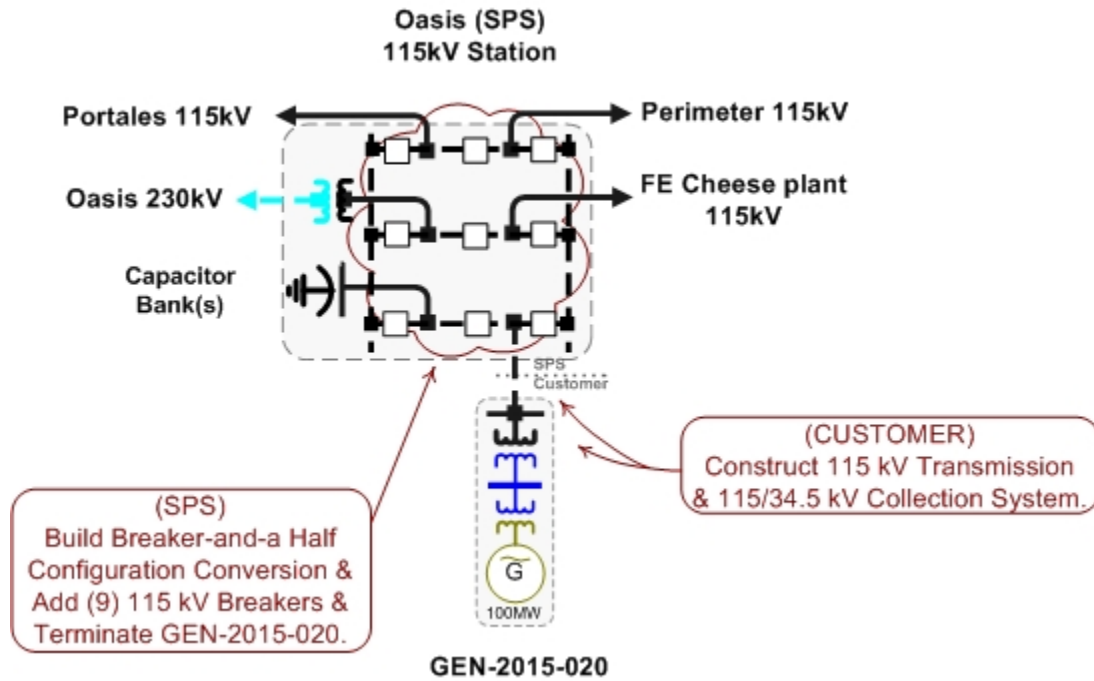 Oasis (SPS)
115kV Station
Portales 115kV
Perimeter 115kV
Oasis 230kV
FE Cheese plant
115kV
Capacitor
Bank(s)
SPS
Customer
(CUSTOMER)
Construct 115 kV Transmission
& 115/34.5 kV Collection System.
(SPS)
Build Breaker-and-a Half
Configuration Conversion &
Add (9) 115 kV Breakers &
Terminate GEN-2015-020.
G
100MW
GEN-2015-020